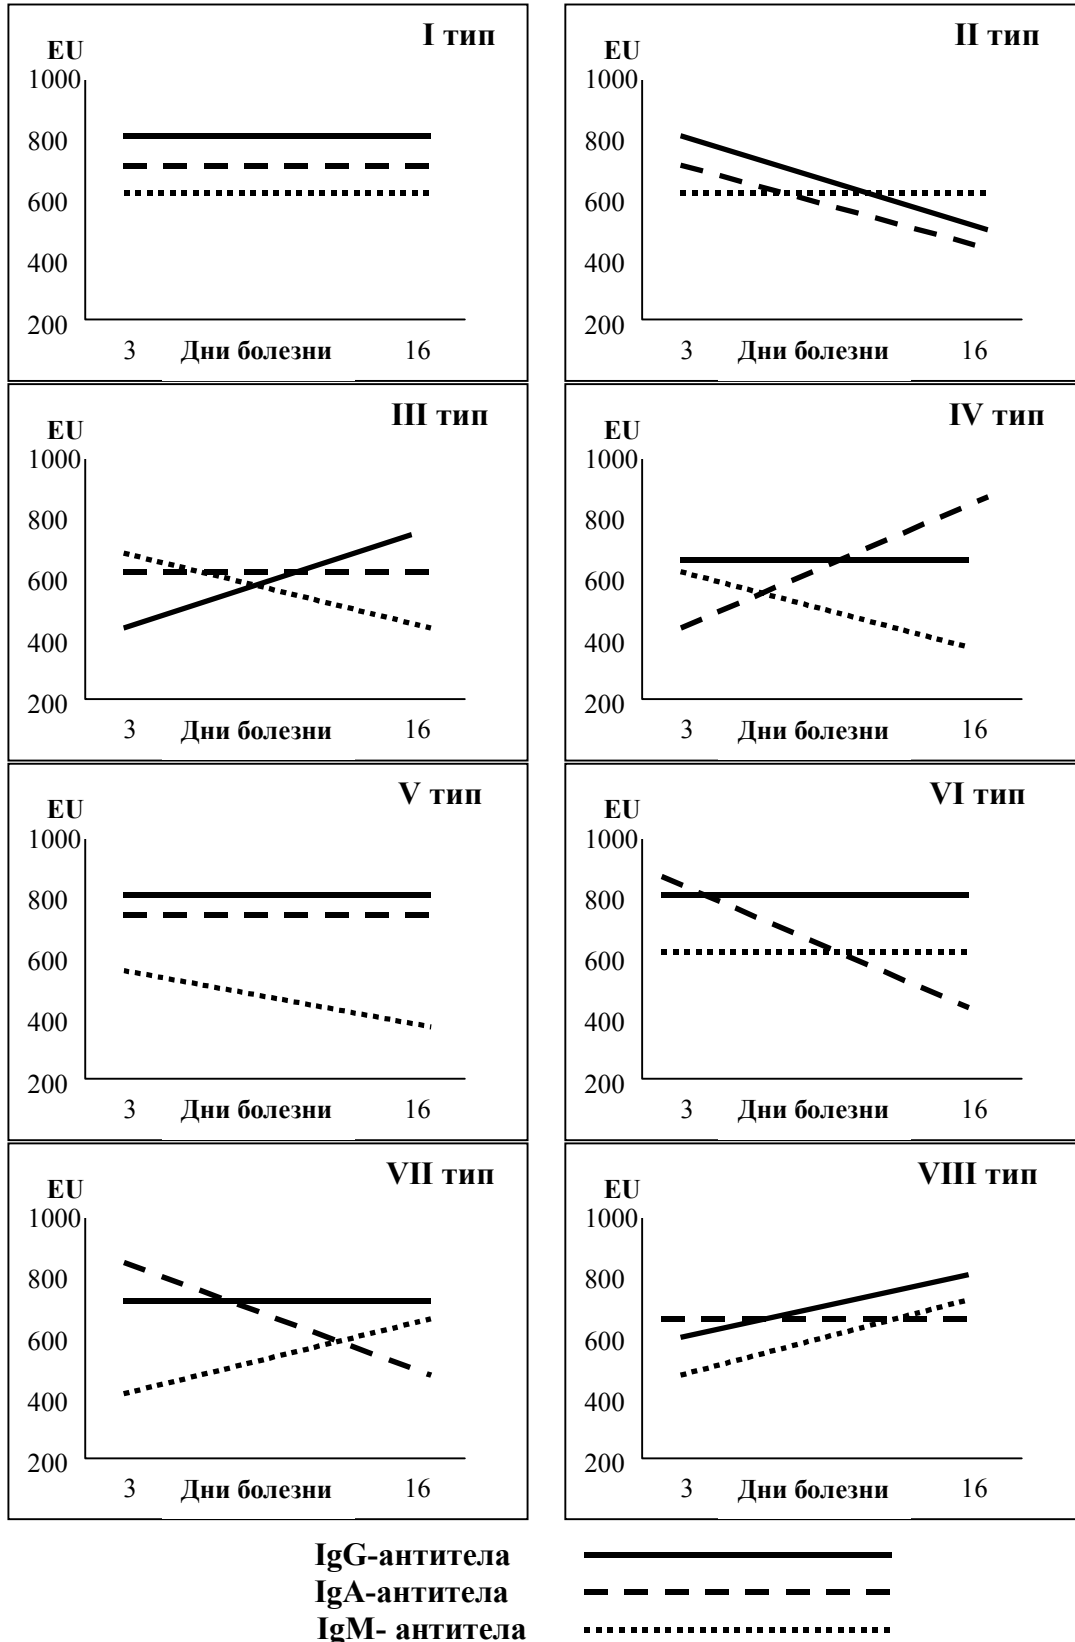 I тип
EU
1000
800
600
400
200
3 Дни болезни 16
II тип
EU
1000
800
600
400
200
3 Дни болезни 16
III тип
EU
1000
800
600
400
200
3 Дни болезни 16
IV тип
EU
1000
800
600
400
200
3 Дни болезни 16
V тип
EU
1000
800
600
400
200
3 Дни болезни 16
VI тип
EU
1000
800
600
400
200
3 Дни болезни 16
VII тип
EU
1000
800
600
400
200
3 Дни болезни 16
VIII тип
EU
1000
800
600
400
200
3 Дни болезни 16
IgG-антитела
IgA-антитела
IgM- антитела